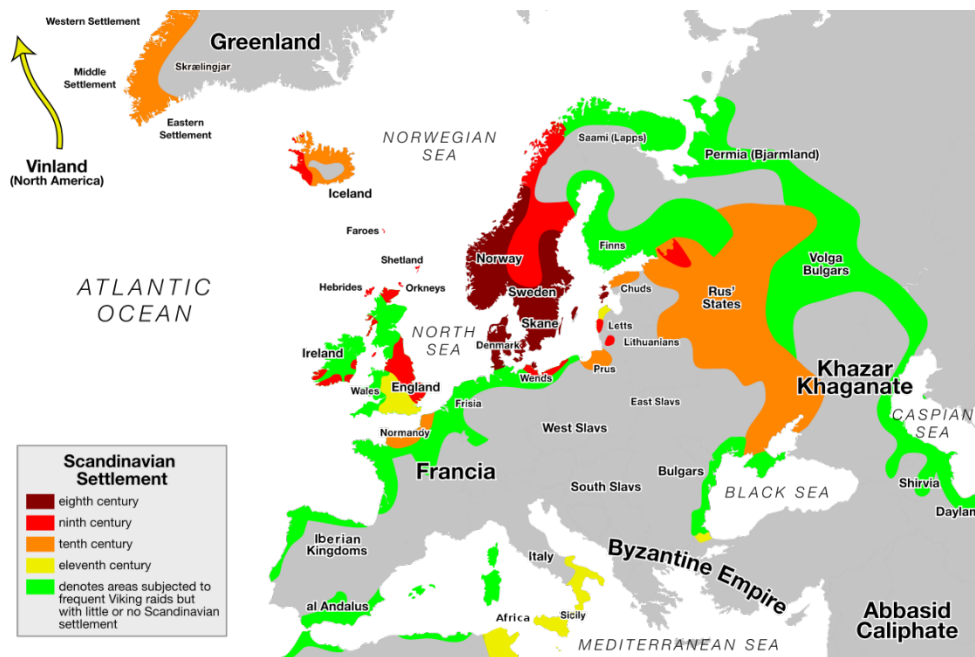 Western Settlement
Greenland
Skrælingjar
Middle
Settlement
Eastern
Settlement
Vinland
(North America)
NORWEGIAN
SEA
Saami (Lapps)
Permia (Bjarmland)
Iceland
Faroes
Norway
Finns
Volga
Bulgars
Shetland
Hebrides
Orkneys
Sweden
Chuds
Rus'
States
ATLANTIC
OCEAN
Skane
NORTH
SEA
Denmark
Letts
Lithuanians
Ireland
Wends
Prus
Khazar
Khaganate
Wales
England
Frisia
East Slavs
CASPIAN
SEA
Normandy
West Slavs
Francia
Bulgars
South Slavs
BLACK SEA
Shirvia
Daylam
Scandinavian
Settlement
eighth century
ninth century
tenth century
eleventh century
denotes areas subjected to
frequent Viking raids but
with little or no Scandinavian
settlement
Iberian
Kingdoms
Italy
Byzantine Empire
al Andalus
Africa
Sicily
Abbasid
Caliphate
MEDITERRANEAN SEA